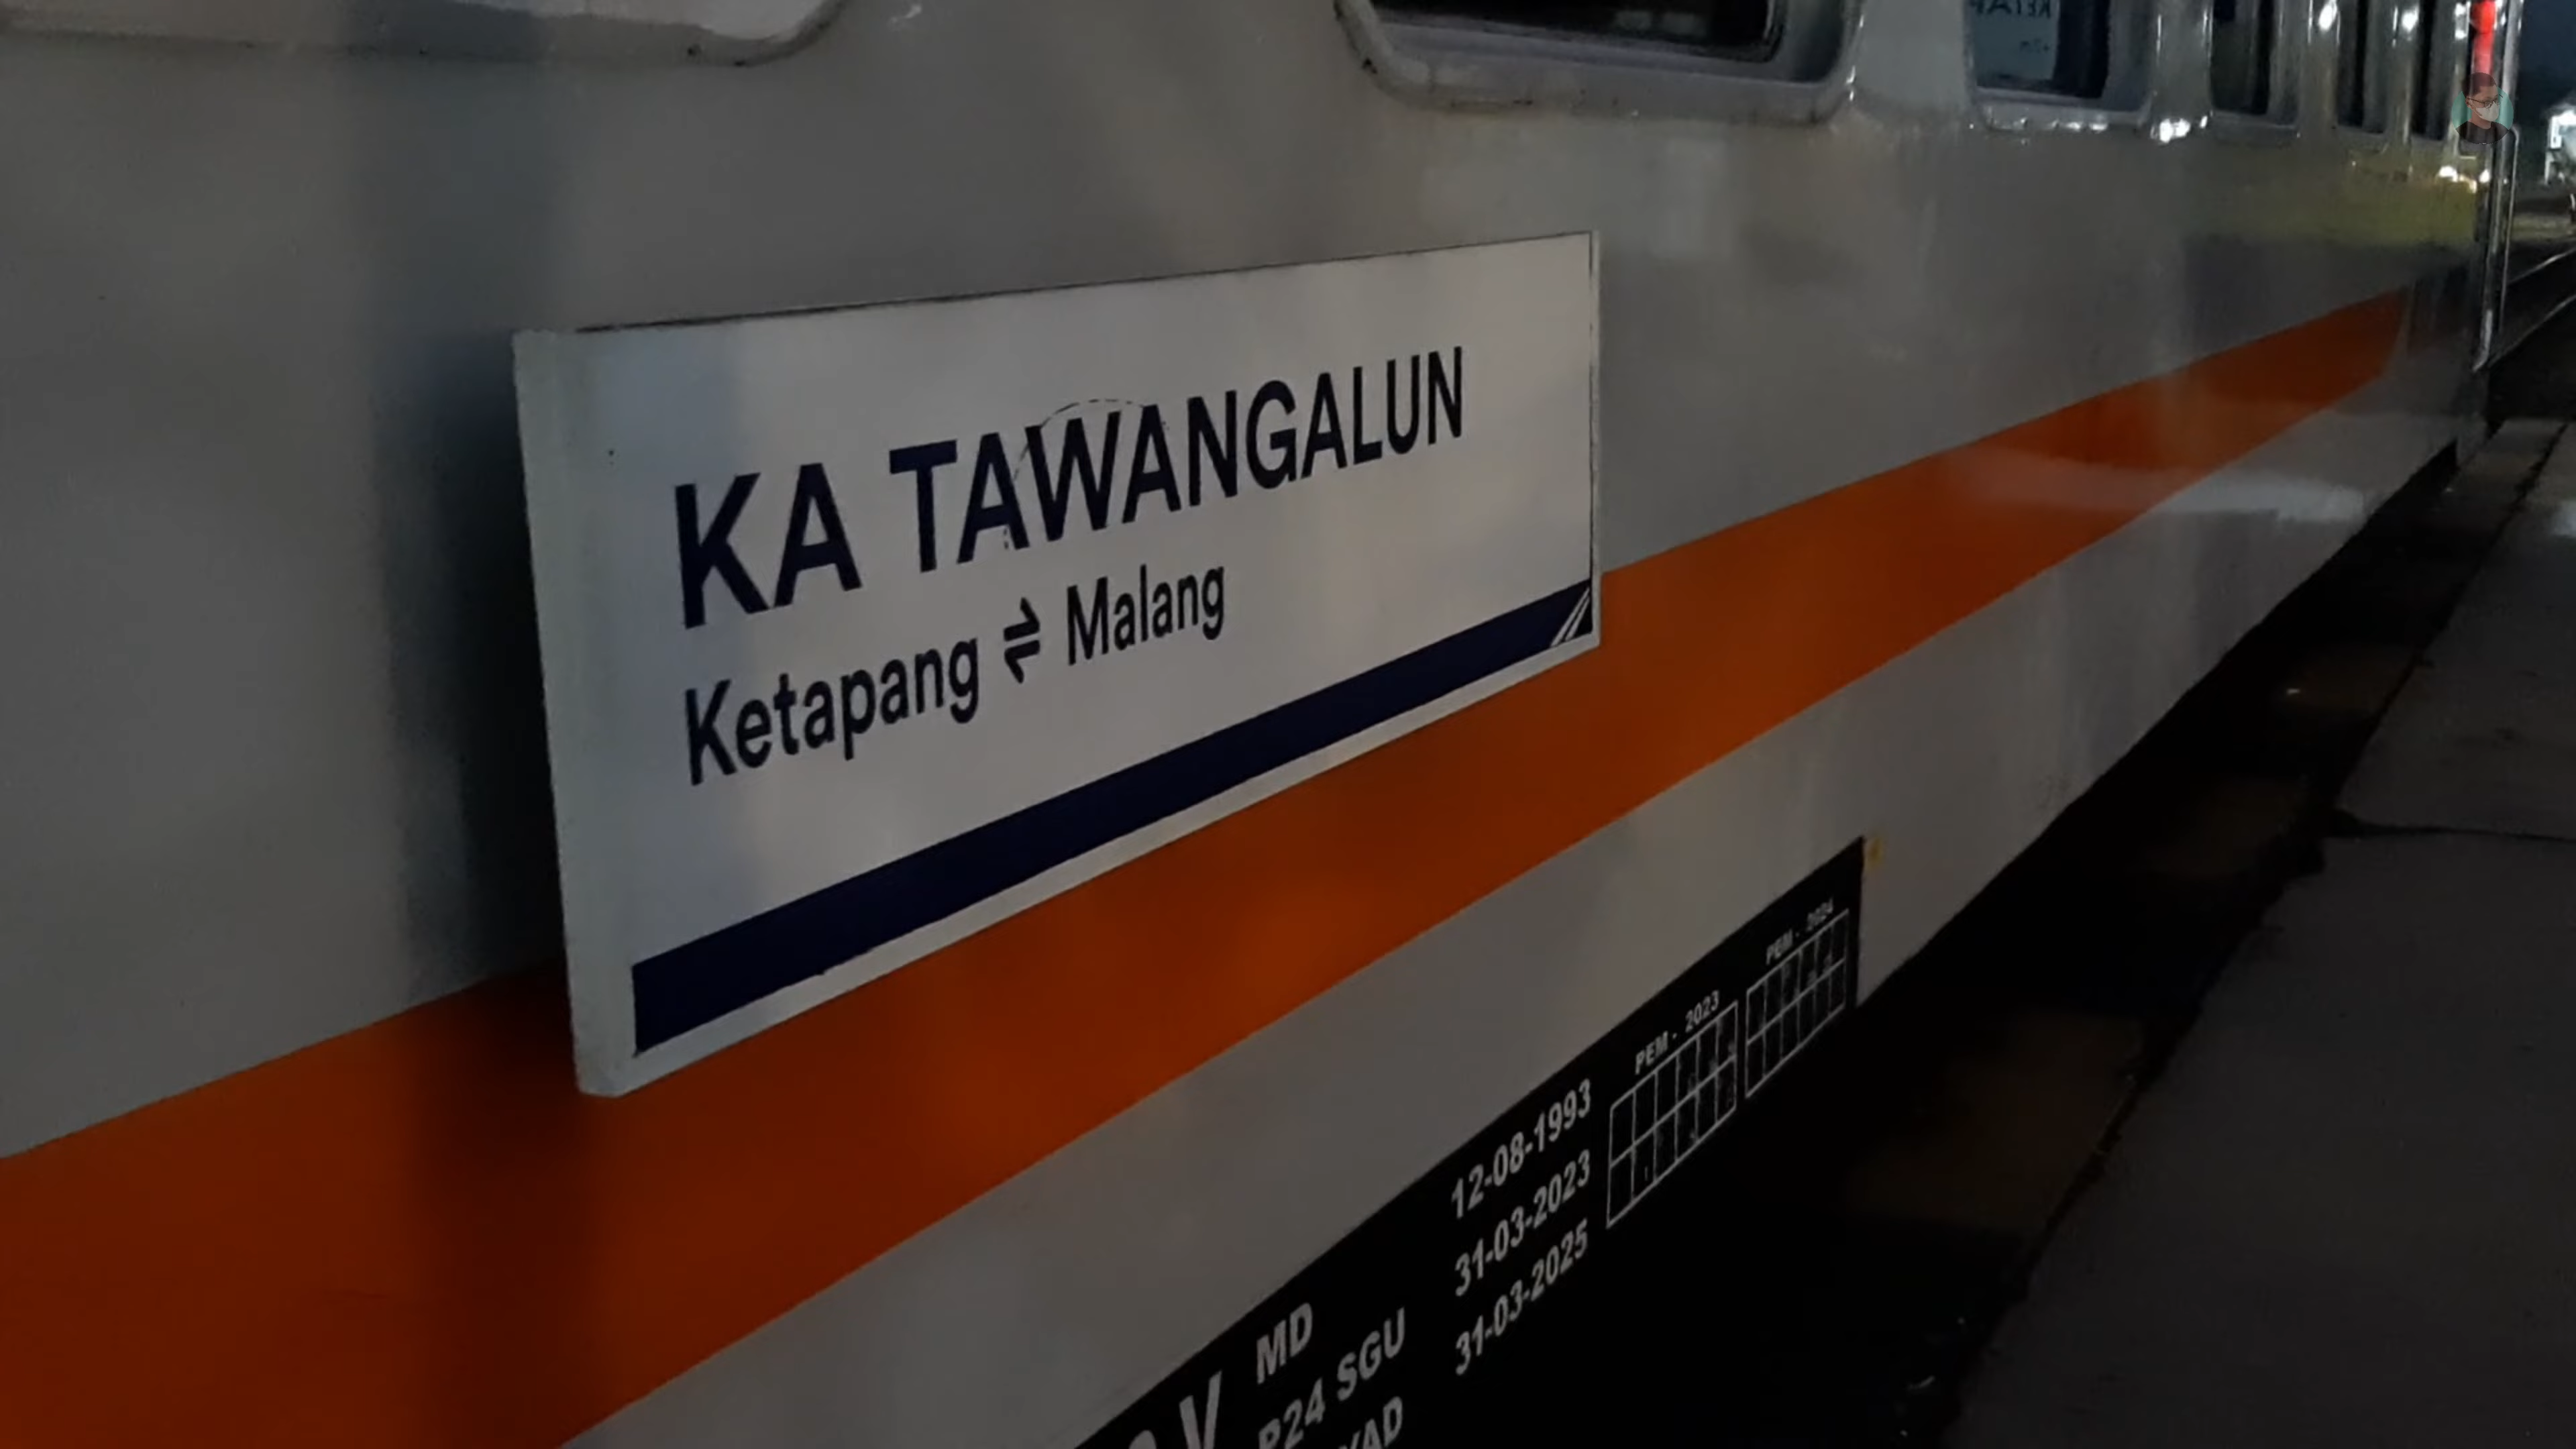 KA TAWANGALUN
Ketapang ⇌ Malang
PEM - 2024
PEM - 2023
12-08-1993
31-03-2023
31-03-2025
MD
P24 SGU
V